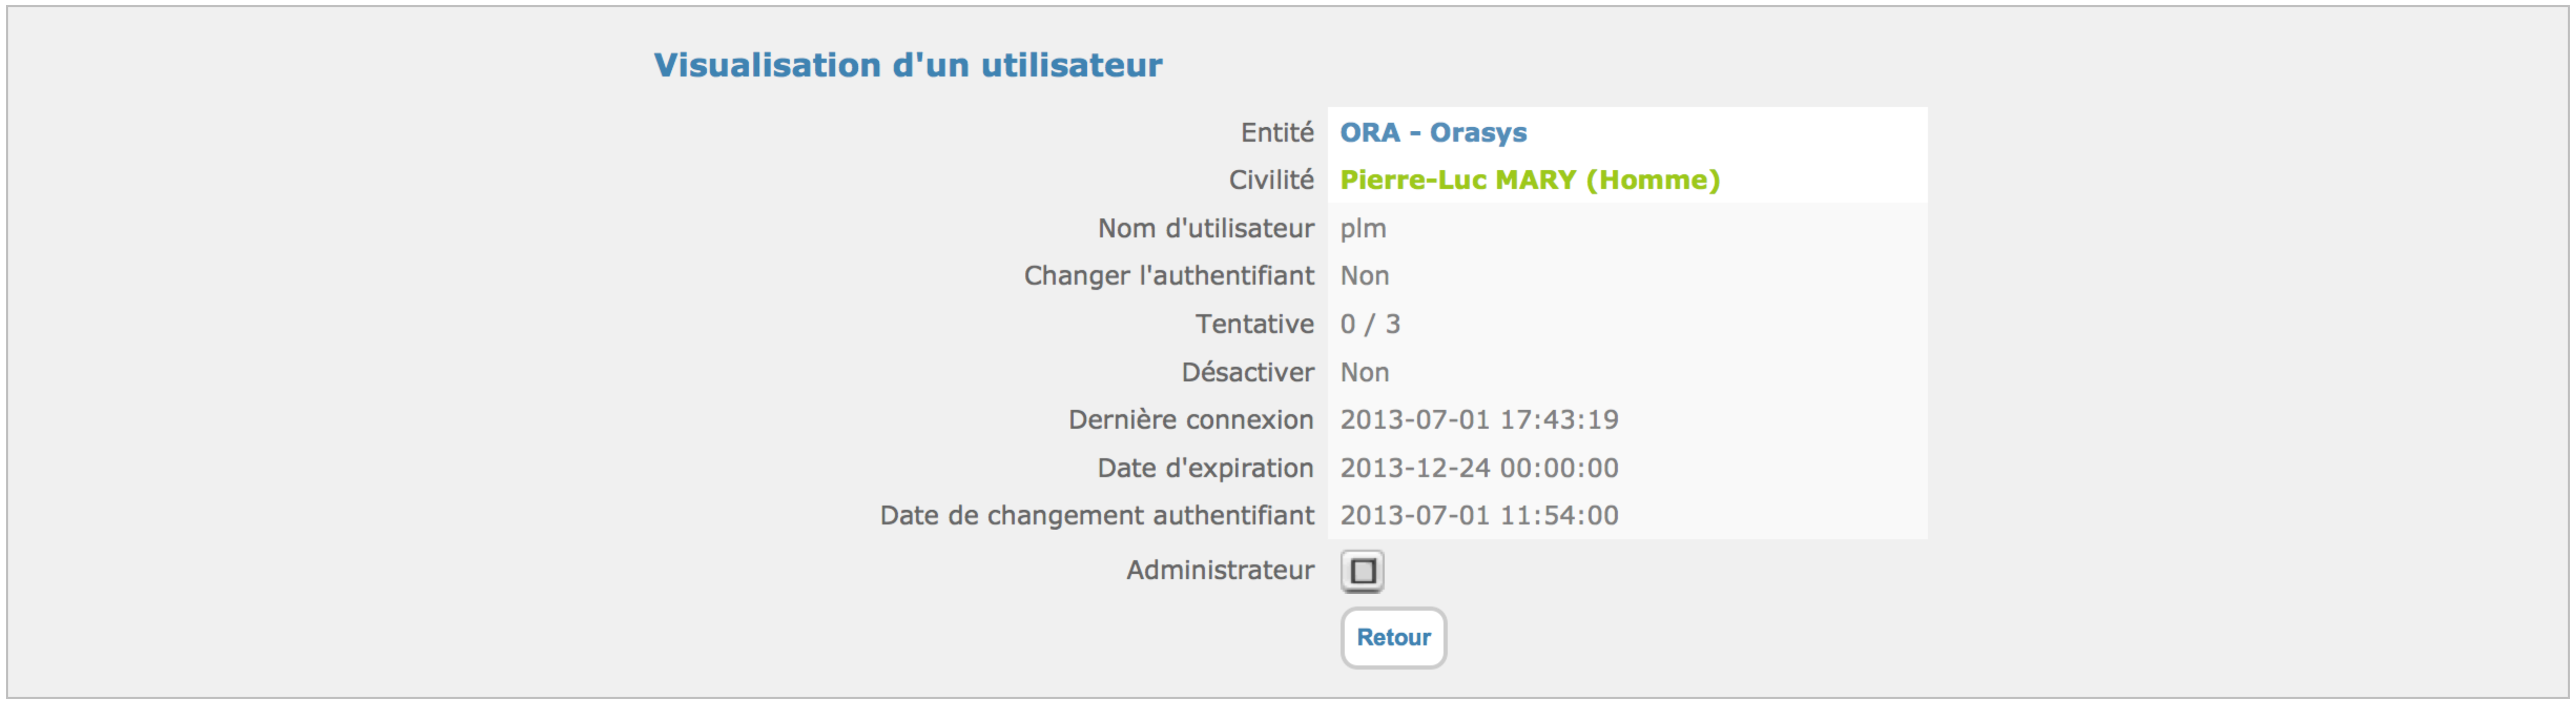 Visualisation d'un utilisateur
Entité ORA - Orasys
Civilité Pierre-Luc MARY (Homme)
Nom d'utilisateur plm
Changer l'authentifiant Non
Tentative 0 / 3
Désactiver Non
Dernière connexion 2013-07-01 17:43:19
Date d'expiration 2013-12-24 00:00:00
Date de changement authentifiant 2013-07-01 11:54:00
Administrateur
Retour